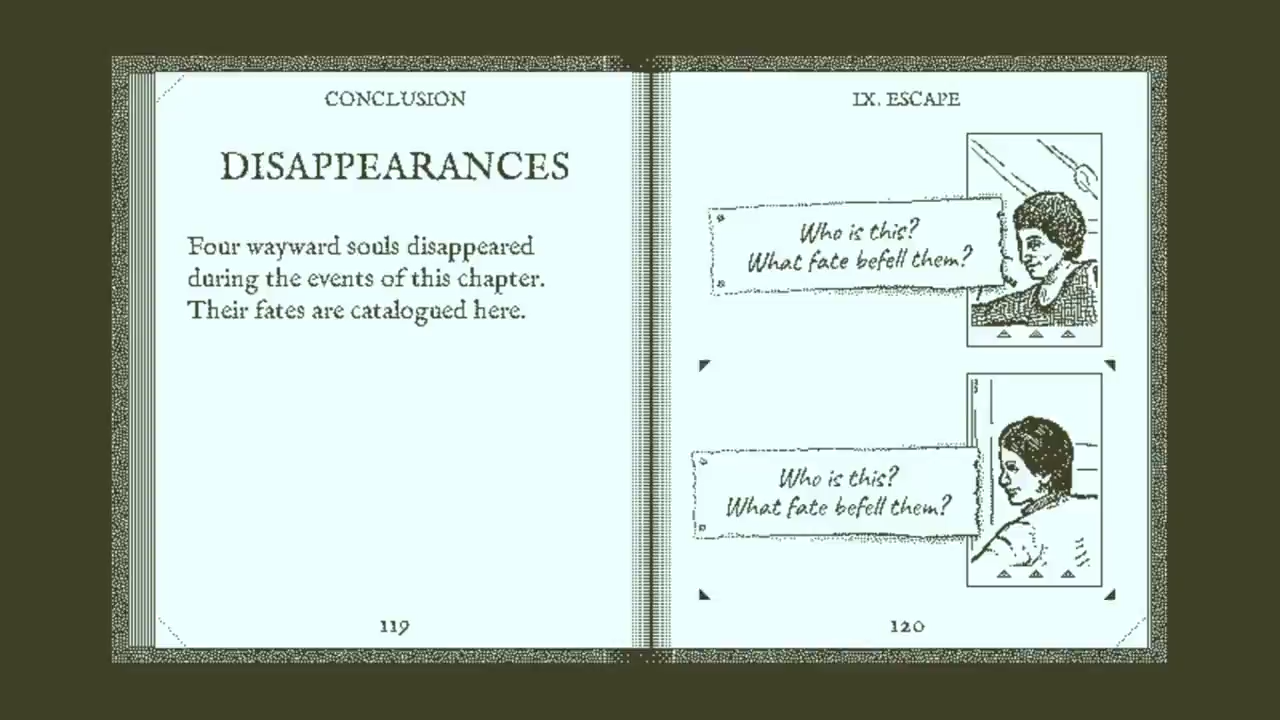 CONCLUSION
DISAPPEARANCES
Four wayward souls disappeared
during the events of this chapter.
Their fates are catalogued here.
119
IX. ESCAPE
Who is this?
What fate befell them?
Who is this?
What fate befell them?
120